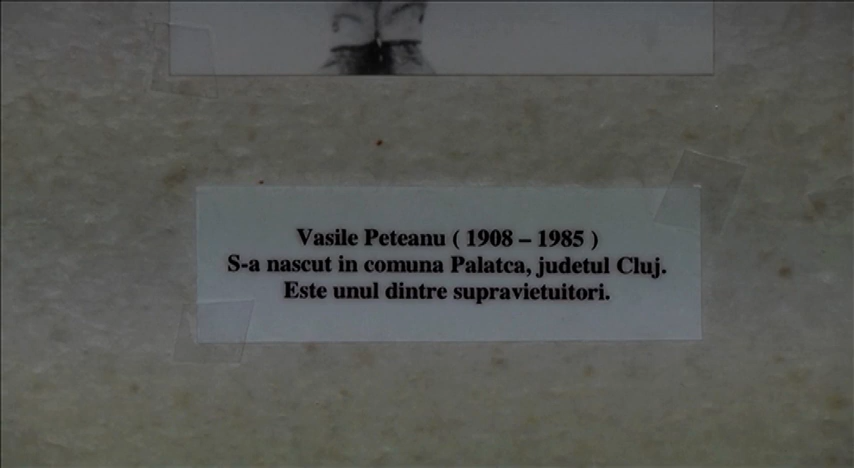 Vasile Peteanu ( 1908 – 1985 )
S-a nascut in comuna Palatca, judetul Cluj.
Este unul dintre supravietuitori.